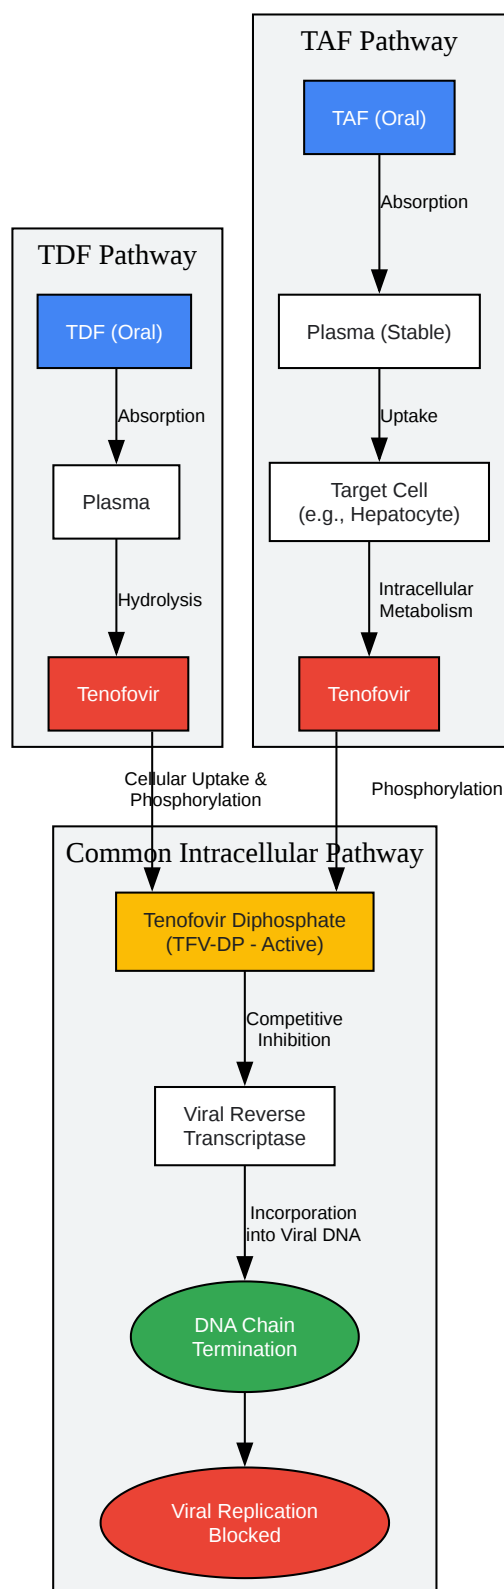 TAF Pathway
TAF (Oral)
Absorption
Plasma (Stable)
Uptake
Target Cell
(e.g., Hepatocyte)
Intracellular
Metabolism
Tenofovir
TDF Pathway
TDF (Oral)
Absorption
Plasma
Hydrolysis
Tenofovir
Cellular Uptake &
Phosphorylation
Phosphorylation
Common Intracellular Pathway
Tenofovir Diphosphate
(TFV-DP - Active)
Competitive
Inhibition
Viral Reverse
Transcriptase
Incorporation
into Viral DNA
DNA Chain
Termination
Viral Replication
Blocked